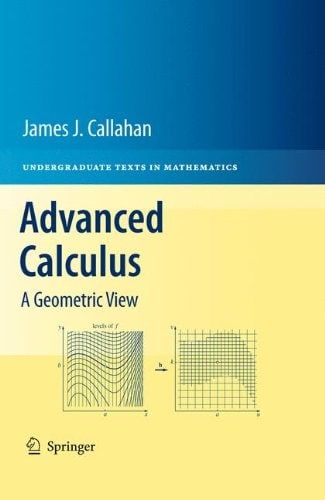 James J. Callahan
UNDERGRADUATE TEXTS IN MATHEMATICS
Advanced
Calculus
A Geometric View
levels of f
h
Springer